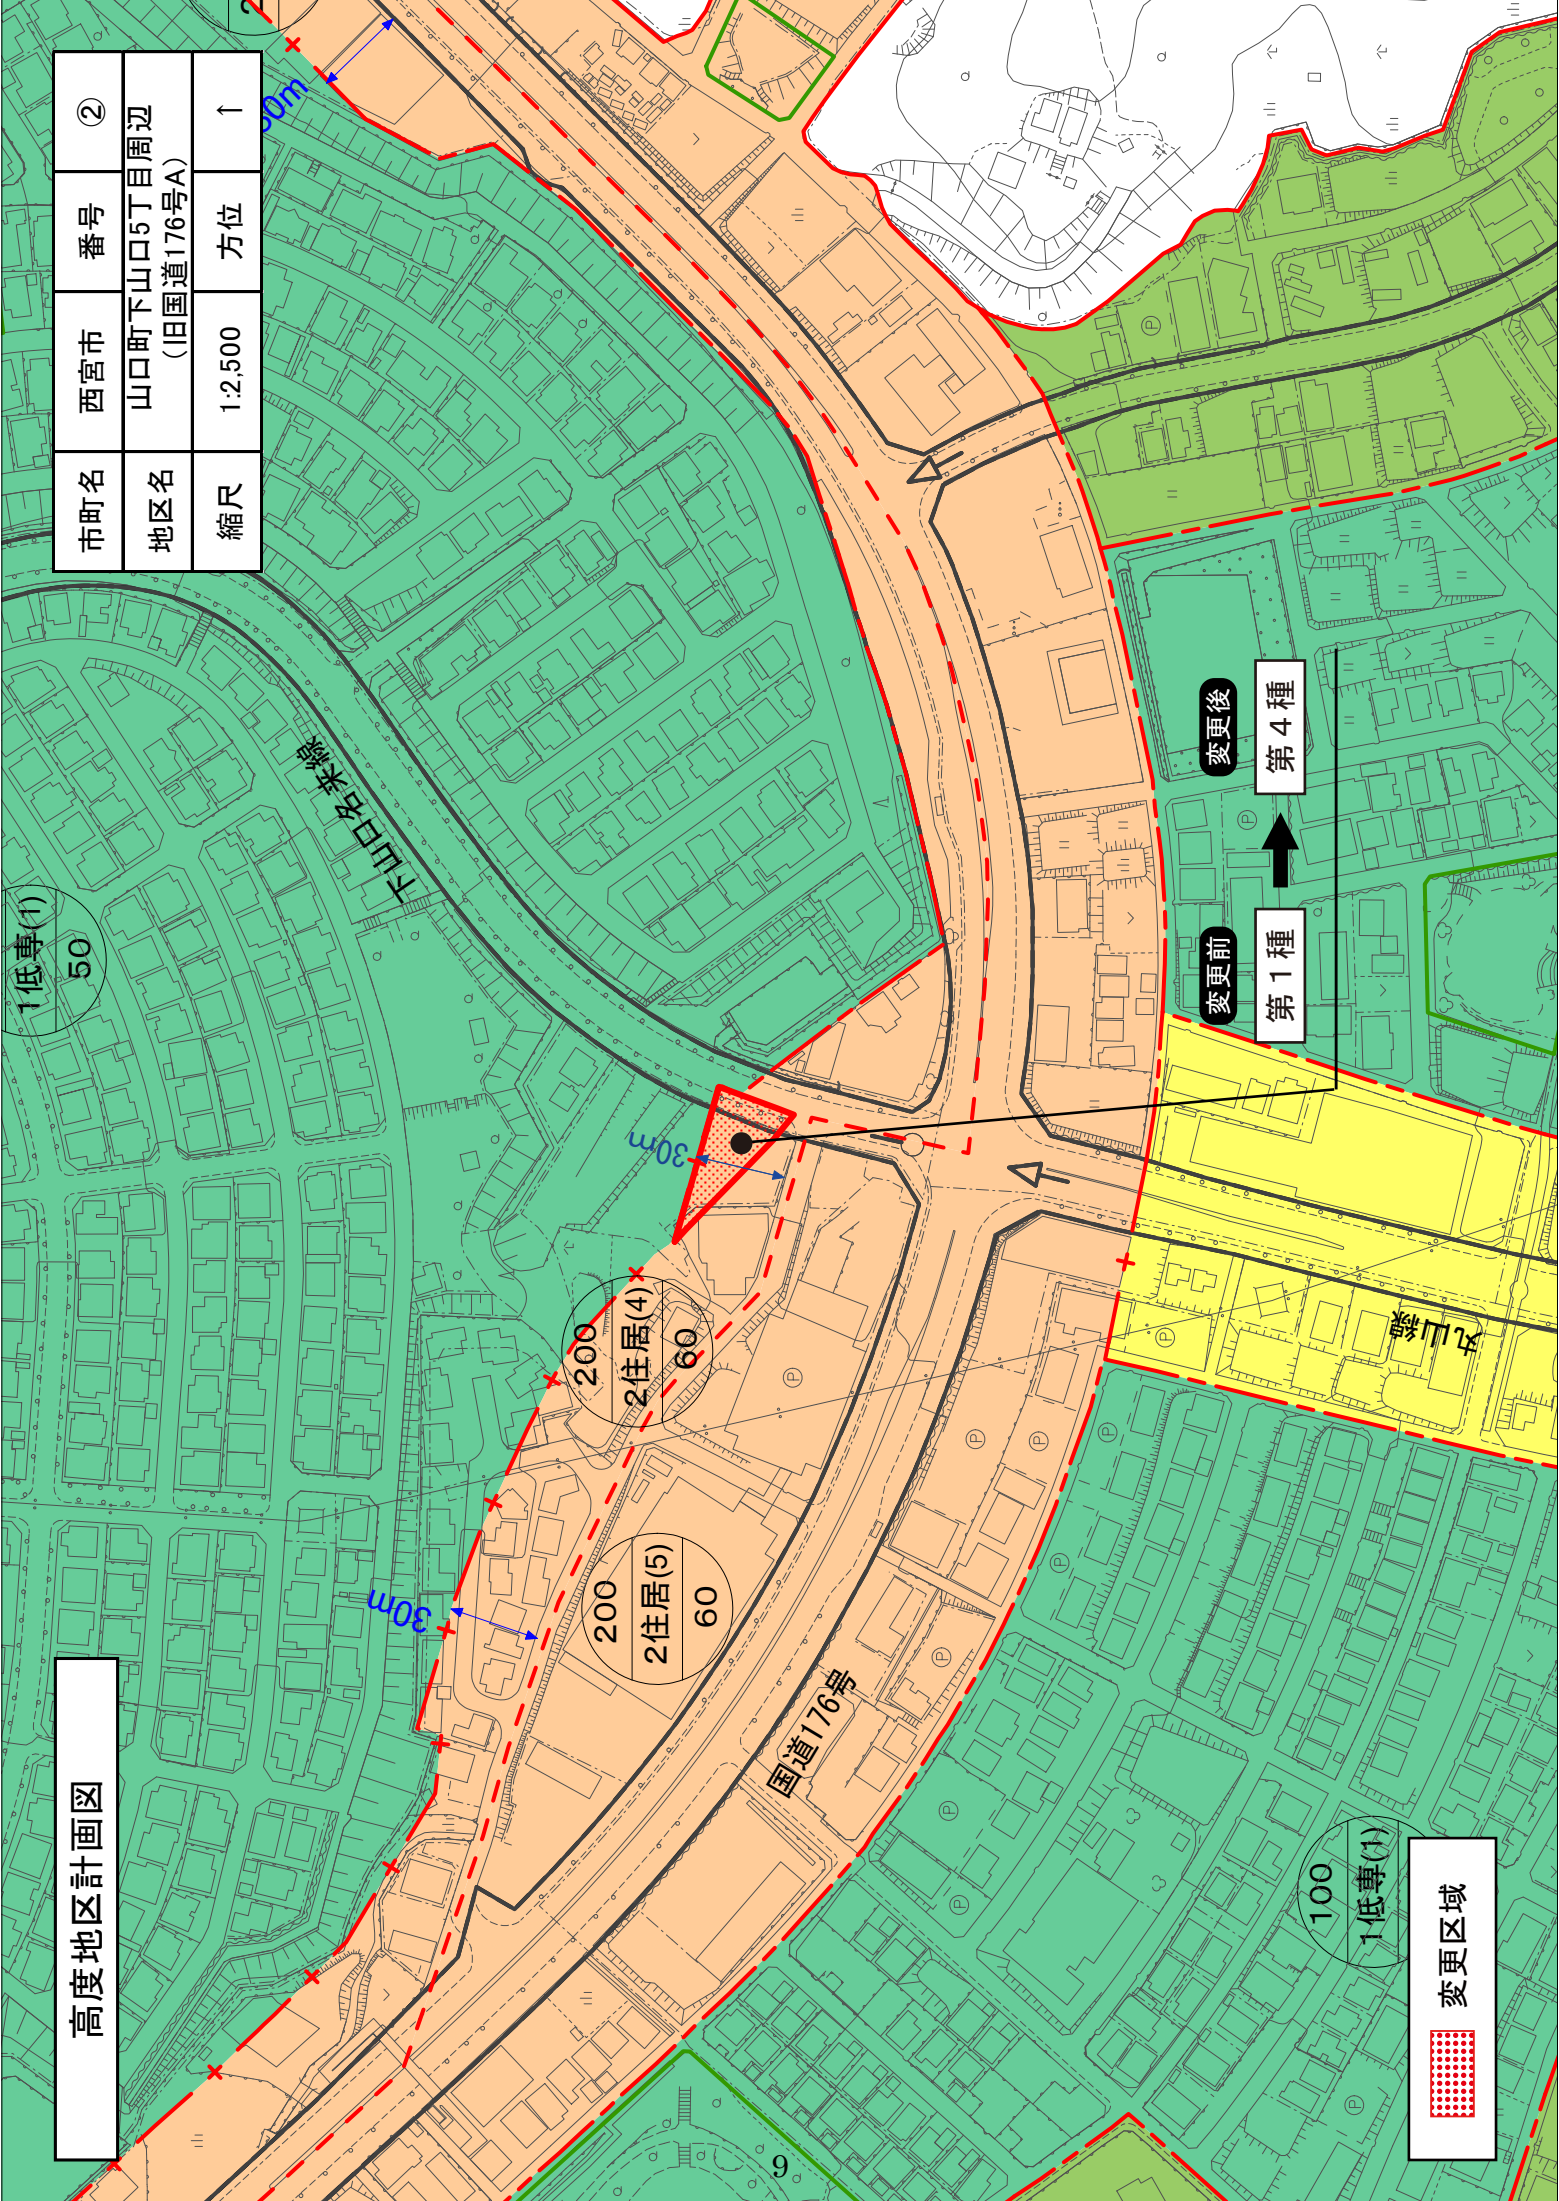 高度地区計画図
市町名 西宮市 番号 ②
地区名 山口町下山口5丁目周辺
（旧国道176号A）
縮尺 1:2,500 方位 ↑
1低専(1)
50
下山口名来線
30m
30m
200
2住居(4)
60
200
2住居(5)
60
国道176号
丸山線
変更前 変更後
第1種 第4種
100
1低専(1)
変更区域
9